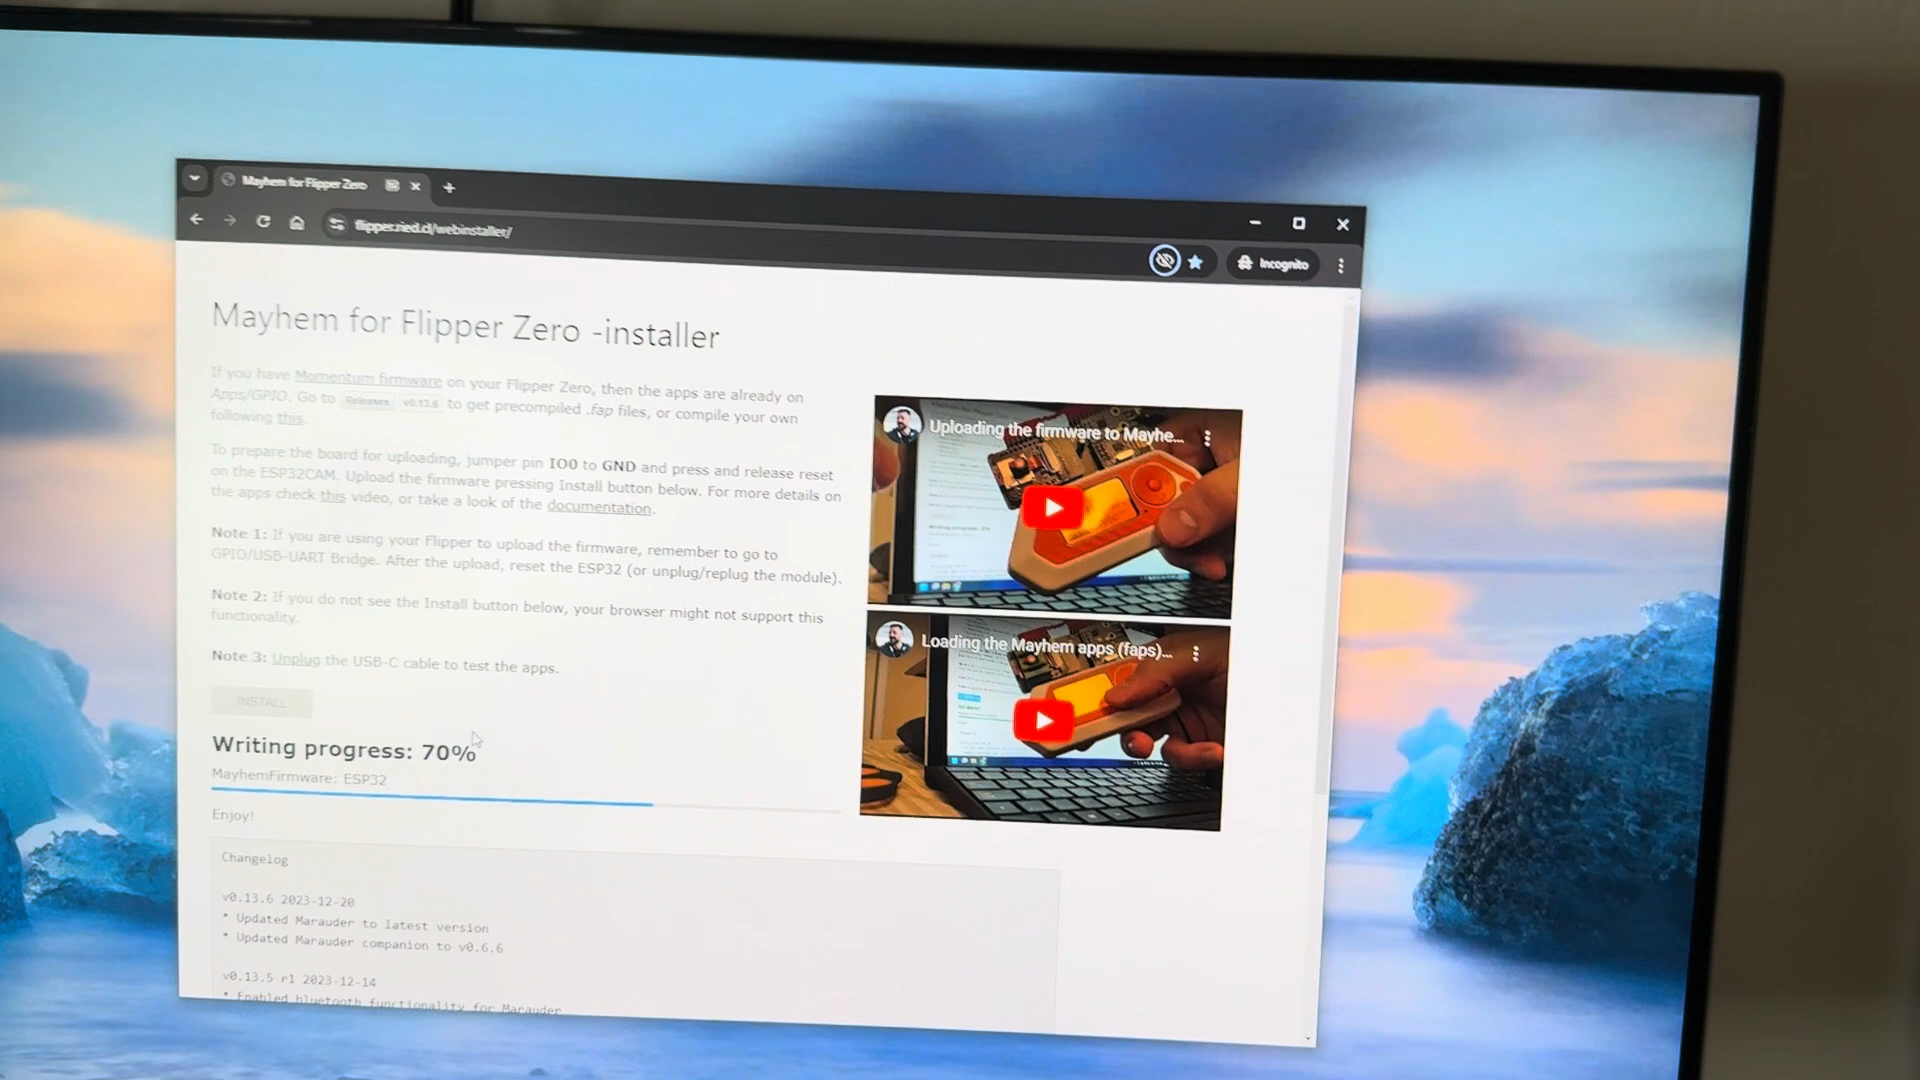 Mayhem for Flipper Zero
flipper.ried.cl/webinstaller/
Incognito
Mayhem for Flipper Zero -installer
If you have Momentum firmware on your Flipper Zero, then the apps are already on
Apps/GPIO. Go to Releases v0.13.6 to get precompiled .fap files, or compile your own
following this.
To prepare the board for uploading, jumper pin IO0 to GND and press and release reset
on the ESP32CAM. Upload the firmware pressing Install button below. For more details on
the apps check this video, or take a look of the documentation.
Note 1: If you are using your Flipper to upload the firmware, remember to go to
GPIO/USB-UART Bridge. After the upload, reset the ESP32 (or unplug/replug the module).
Note 2: If you do not see the Install button below, your browser might not support this
functionality.
Note 3: Unplug the USB-C cable to test the apps.
INSTALL
Writing progress: 70%
MayhemFirmware: ESP32
Enjoy!
Changelog
v0.13.6 2023-12-20
* Updated Marauder to latest version
* Updated Marauder companion to v0.6.6
v0.13.5 r1 2023-12-14
* Enabled bluetooth functionality for Marauder
Uploading the firmware to Mayhe...
Loading the Mayhem apps (faps)...